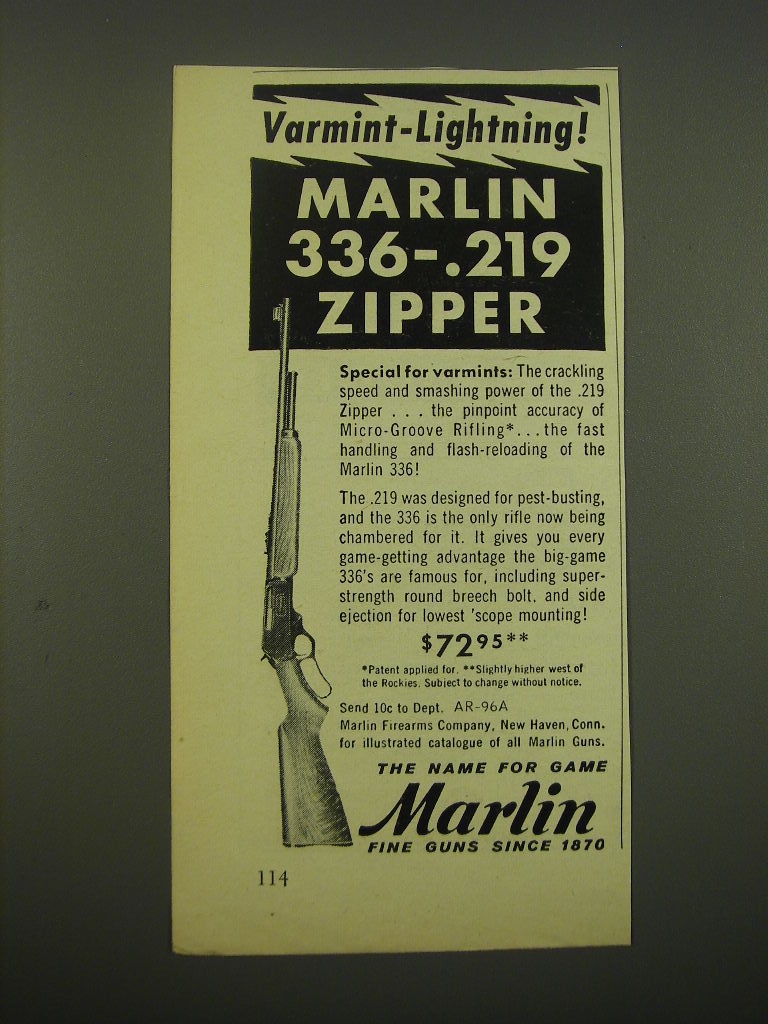 Varmint-Lightning!
MARLIN
336-.219
ZIPPER
Special for varmints: The crackling
speed and smashing power of the .219
Zipper . . . the pinpoint accuracy of
Micro-Groove Rifling*...the fast
handling and flash-reloading of the
Marlin 336!
The .219 was designed for pest-busting,
and the 336 is the only rifle now being
chambered for it. It gives you every
game-getting advantage the big-game
336's are famous for, including super-
strength round breech bolt, and side
ejection for lowest 'scope mounting!
$72 95**
*Patent applied for. **Slightly higher west of
the Rockies. Subject to change without notice.
Send 10c to Dept. AR-96A
Marlin Firearms Company, New Haven, Conn.
for illustrated catalogue of all Marlin Guns.
THE NAME FOR GAME
Marlin
FINE GUNS SINCE 1870
114